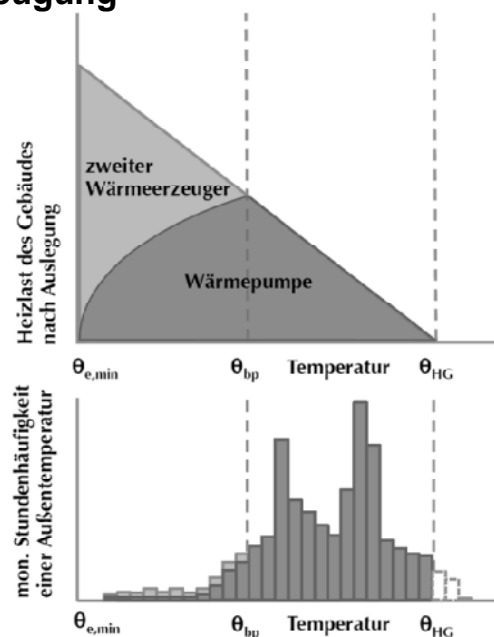 zweiter
Wärmeerzeuger
Wärmepumpe
Heizlast des Gebäudes
nach Auslegung
θe,min
θbp
Temperatur
θHG
mon. Stundenhäufigkeit
einer Außentemperatur
θe,min
θbp
Temperatur
θHG